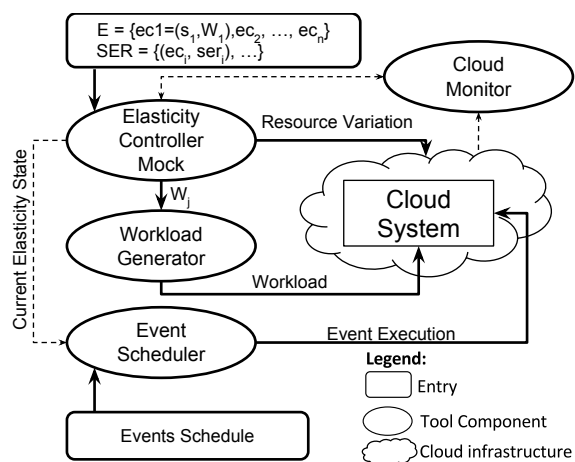 E = {ec1=(s₁,W₁),ec₂, …, ecₙ}
SER = {(ecᵢ, serᵢ), …}
Cloud
Monitor
Elasticity
Controller
Mock
Resource Variation
Current Elasticity State
Wⱼ
Cloud
System
Workload
Generator
Workload
Event
Scheduler
Event Execution
Legend:
Entry
Tool Component
Cloud infrastructure
Events Schedule